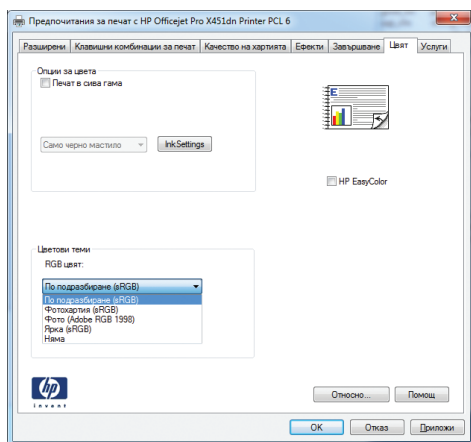 Предпочитания за печат с HP Officejet Pro X451dn Printer PCL 6
Разширени Клавишни комбинации за печат Качество на хартията Ефекти Завършване Цвят Услуги
Опции за цвета
Печат в сива гама
Само черно мастило InkSettings
E
HP EasyColor
Цветови теми
RGB цвят:
По подразбиране (sRGB)
По подразбиране (sRGB)
Фотохартия (sRGB)
Фото (Adobe RGB 1998)
Ярка (sRGB)
Няма
hp
invent
Относно... Помощ
OK Отказ Приложи